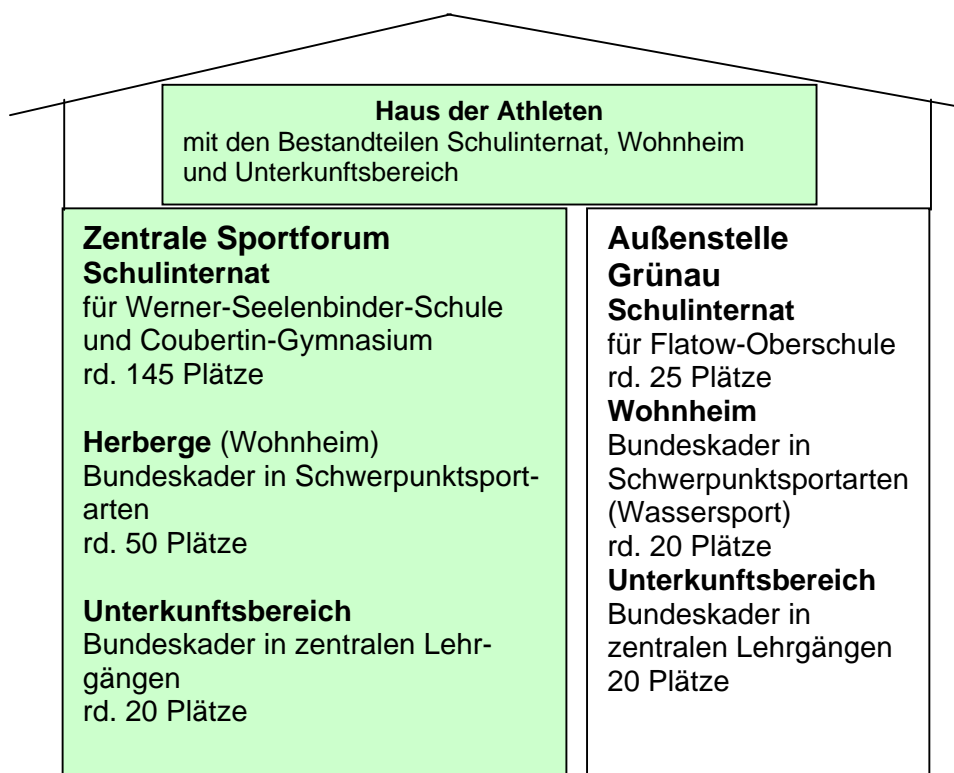 Haus der Athleten
mit den Bestandteilen Schulinternat, Wohnheim
und Unterkunftsbereich
Zentrale Sportforum
Schulinternat
für Werner-Seelenbinder-Schule
und Coubertin-Gymnasium
rd. 145 Plätze
Herberge (Wohnheim)
Bundeskader in Schwerpunktsport-
arten
rd. 50 Plätze
Unterkunftsbereich
Bundeskader in zentralen Lehr-
gängen
rd. 20 Plätze
Außenstelle
Grünau
Schulinternat
für Flatow-Oberschule
rd. 25 Plätze
Wohnheim
Bundeskader in
Schwerpunktsportarten
(Wassersport)
rd. 20 Plätze
Unterkunftsbereich
Bundeskader in
zentralen Lehrgängen
20 Plätze